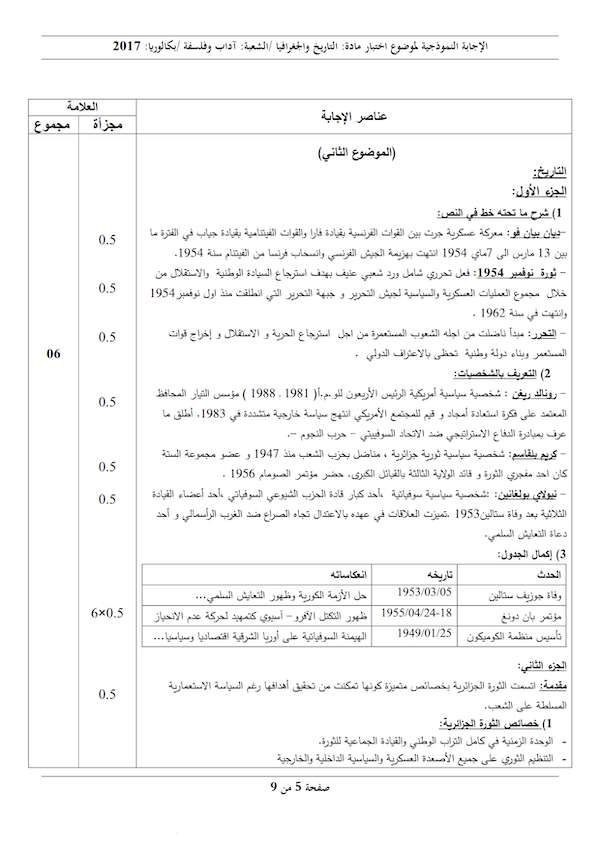 الإجابة النموذجية لموضوع اختبار مادة: التاريخ والجغرافيا /الشعبة: آداب وفلسفة /بكالوريا: 2017
عناصر الإجابة
العلامة
مجزأة
مجموع
(الموضوع الثاني)
التاريخ:
الجزء الأول:
1) شرح ما تحته خط في النص:
-ديان بيان فو: معركة عسكرية جرت بين القوات الفرنسية بقيادة فارا والقوات الفيتنامية بقيادة جياب في الفترة ما
بين 13 مارس الى 7ماي 1954 انتهت بهزيمة الجيش الفرنسي وانسحاب فرنسا من الفيتنام سنة 1954.
0.5
- ثورة نوفمبر 1954: فعل تحرري شامل ورد شعبي عنيف بهدف استرجاع السيادة الوطنية والاستقلال من
خلال مجموع العمليات العسكرية والسياسية لجيش التحرير و جبهة التحرير التي انطلقت منذ اول نوفمبر1954
وانتهت في سنة 1962 .
0.5
- التحرر: مبدأ ناضلت من اجله الشعوب المستعمرة من اجل استرجاع الحرية و الاستقلال و إخراج قوات
المستعمر وبناء دولة وطنية تحظى بالاعتراف الدولي .
0.5
06
2) التعريف بالشخصيات:
- رونالد ريغن : شخصية سياسية أمريكية الرئيس الأربعون للو.م.أ( 1981 ، 1988 ) مؤسس التيار المحافظ
المعتمد على فكرة استعادة أمجاد و قيم للمجتمع الأمريكي انتهج سياسة خارجية متشددة في 1983. أطلق ما
عرف بمبادرة الدفاع الاستراتيجي ضد الاتحاد السوفييتي - حرب النجوم -.
0.5
- كريم بلقاسم: شخصية سياسية ثورية جزائرية ، مناضل بحزب الشعب منذ 1947 و عضو مجموعة الستة
كان احد مفجري الثورة و قائد الولاية الثالثة بالقبائل الكبرى. حضر مؤتمر الصومام 1956 .
0.5
- نيولاي بولغانين: :شخصية سياسية سوفياتية ،أحد كبار قادة الحزب الشيوعي السوفياتي ،أحد أعضاء القيادة
الثلاثية بعد وفاة ستالين1953 ،تميزت العلاقات في عهده بالاعتدال تجاه الصراع ضد الغرب الرأسمالي و أحد
دعاة التعايش السلمي.
0.5
3) إكمال الجدول:
الحدث تاريخه انعكاساته
وفاة جوزيف ستالين 1953/03/05 حل الأزمة الكورية وظهور التعايش السلمي...
مؤتمر بان دونغ 18-1955/04/24 ظهور التكتل الآفرو- آسيوي كتمهيد لحركة عدم الانحياز
تأسيس منظمة الكوميكون 1949/01/25 الهيمنة السوفياتية على أوريا الشرقية اقتصاديا وسياسيا...
6×0.5
الجزء الثاني:
مقدمة: اتسمت الثورة الجزائرية بخصائص متميزة كونها تمكنت من تحقيق أهدافها رغم السياسة الاستعمارية
المسلطة على الشعب.
0.5
1) خصائص الثورة الجزائرية:
- الوحدة الزمنية في كامل التراب الوطني والقيادة الجماعية للثورة.
- التنظيم الثوري على جميع الأصعدة العسكرية والسياسية الداخلية والخارجية
صفحة 5 من 9